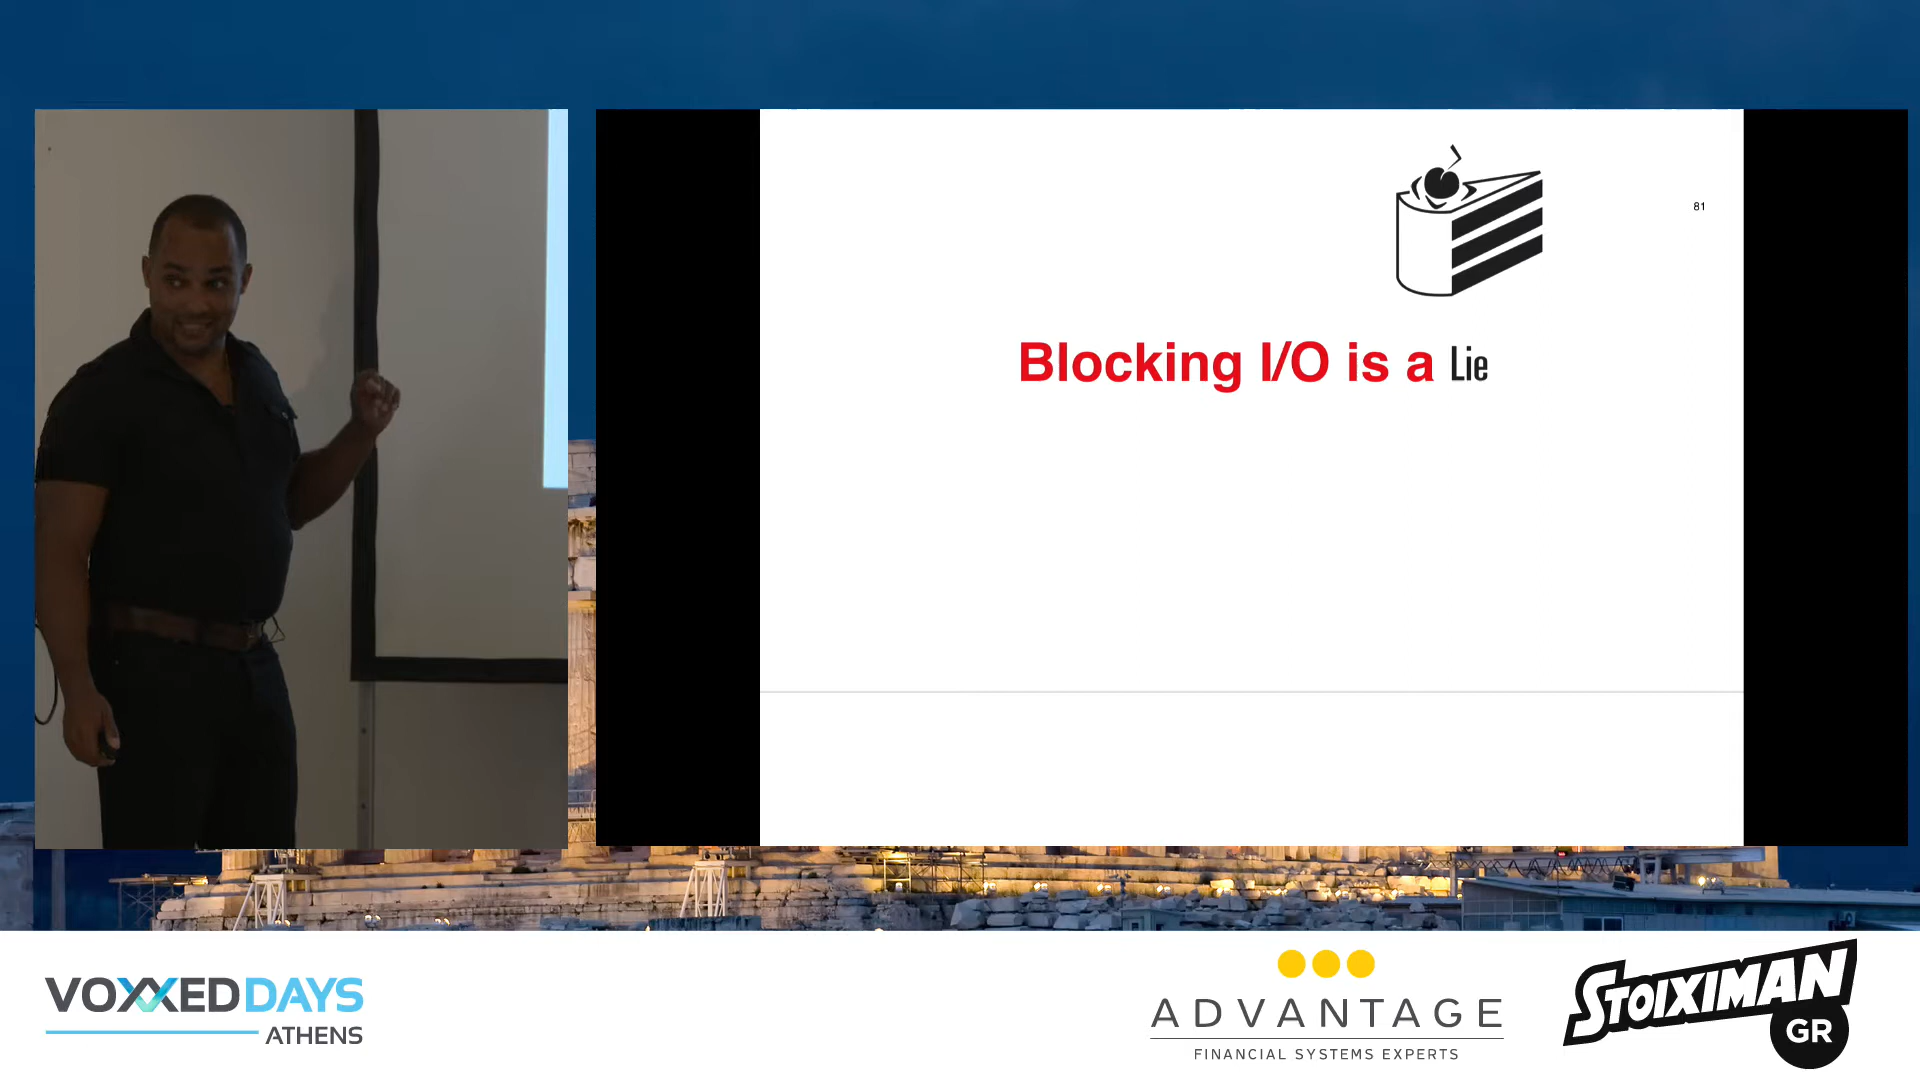 81
Blocking I/O is a Lie
VOXXEDDAYS
ATHENS
ADVANTAGE
FINANCIAL SYSTEMS EXPERTS
STOIXIMAN
GR